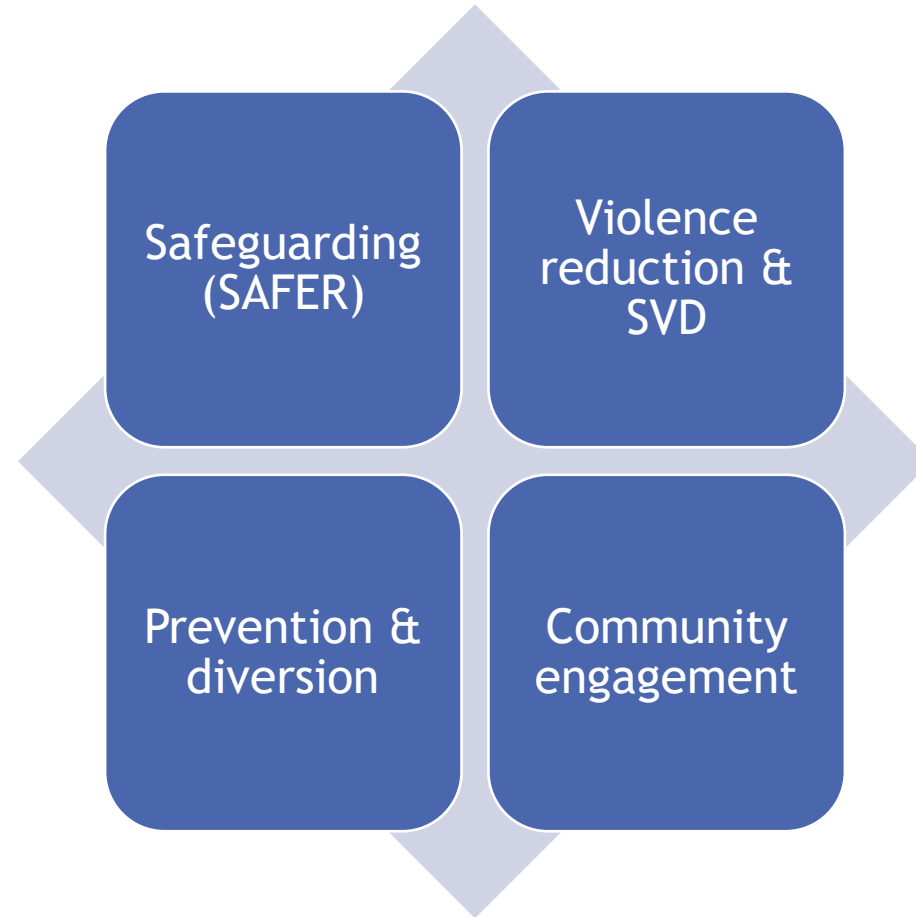 Safeguarding
(SAFER)
Violence
reduction &
SVD
Prevention &
diversion
Community
engagement